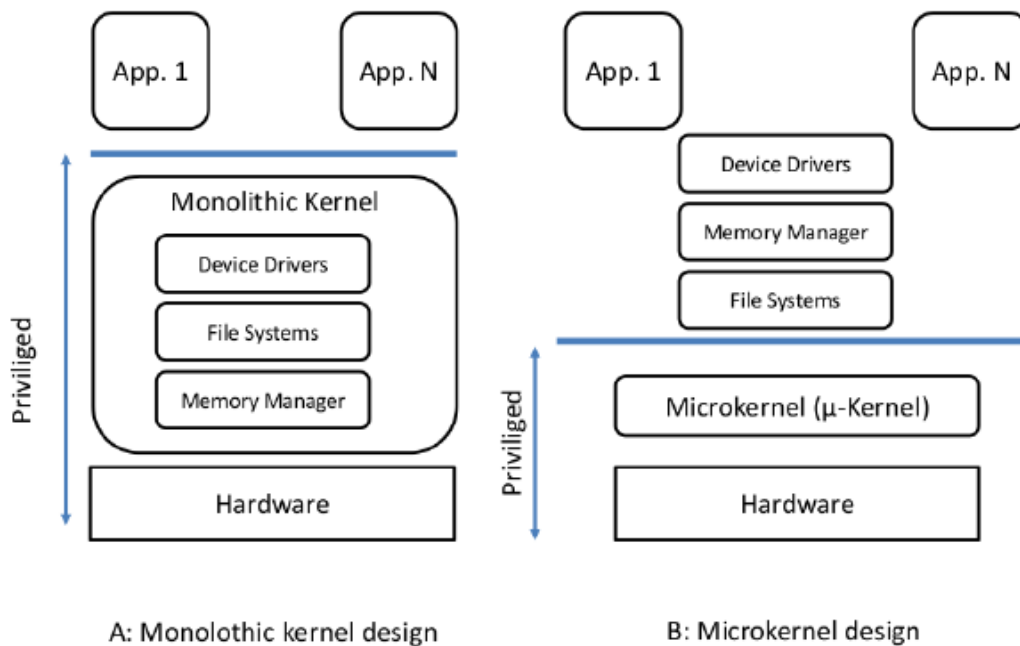 App. 1
App. N
Priviliged
Monolithic Kernel
Device Drivers
File Systems
Memory Manager
Hardware
A: Monolothic kernel design
App. 1
App. N
Device Drivers
Memory Manager
File Systems
Priviliged
Microkernel (μ-Kernel)
Hardware
B: Microkernel design